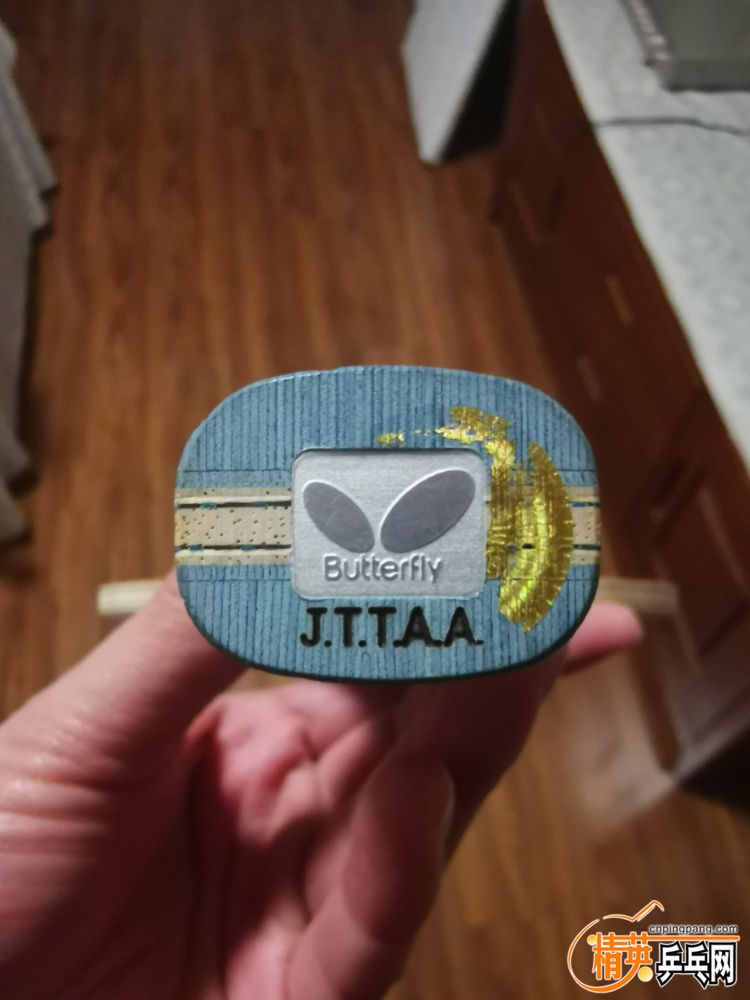 Butterfly
J.T.T.A.A.
cnpingpang.com
精英乒乓网